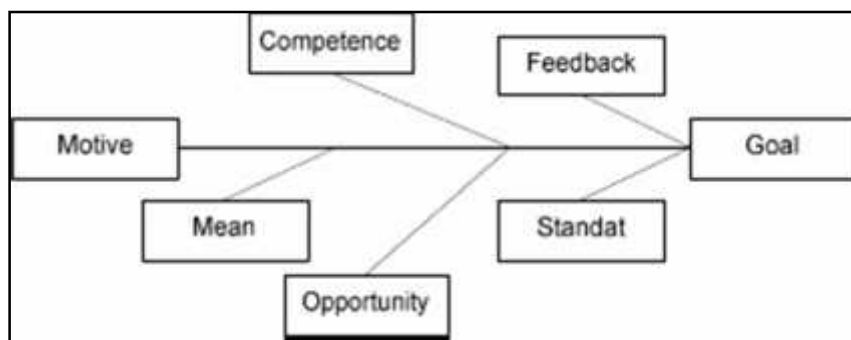 Competence
Feedback
Motive
Goal
Mean
Standat
Opportunity